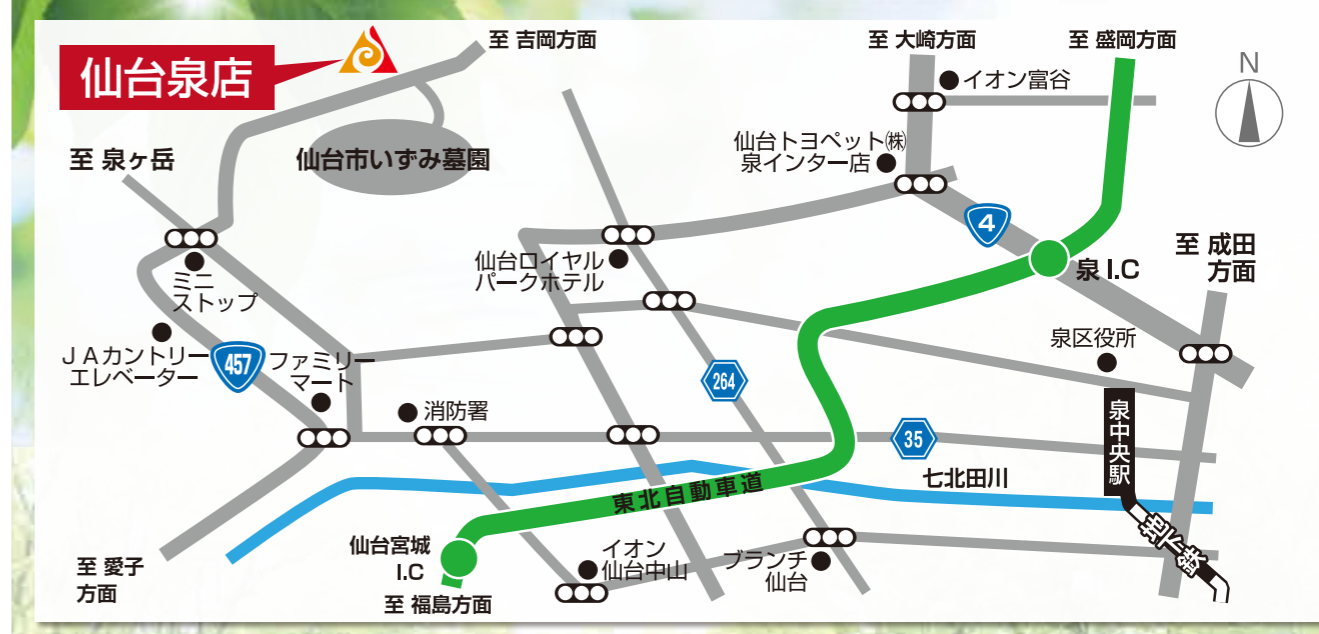 仙台泉店
至 吉岡方面
至 大崎方面
至 盛岡方面
イオン富谷
N
仙台トヨペット㈱
泉インター店
至 泉ヶ岳
仙台市いずみ墓園
4
至 成田
方面
泉 I.C
仙台ロイヤル
パークホテル
ミニ
ストップ
JAカントリー
エレベーター
457
ファミリー
マート
264
泉区役所
消防署
35
泉中央駅
七北田川
東北自動車道
地下鉄
仙台宮城
I.C
イオン
仙台中山
ブランチ
仙台
至 愛子
方面
至 福島方面